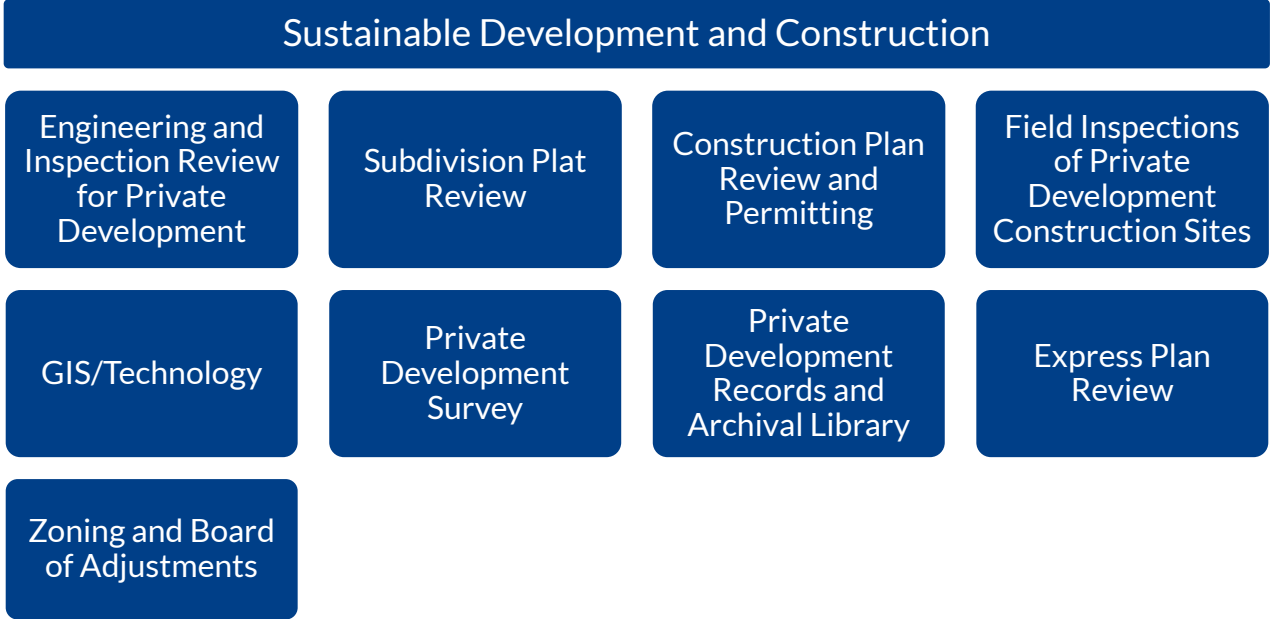 Sustainable Development and Construction
Engineering and
Inspection Review
for Private
Development
Subdivision Plat
Review
Construction Plan
Review and
Permitting
Field Inspections
of Private
Development
Construction Sites
GIS/Technology
Private
Development
Survey
Private
Development
Records and
Archival Library
Express Plan
Review
Zoning and Board
of Adjustments